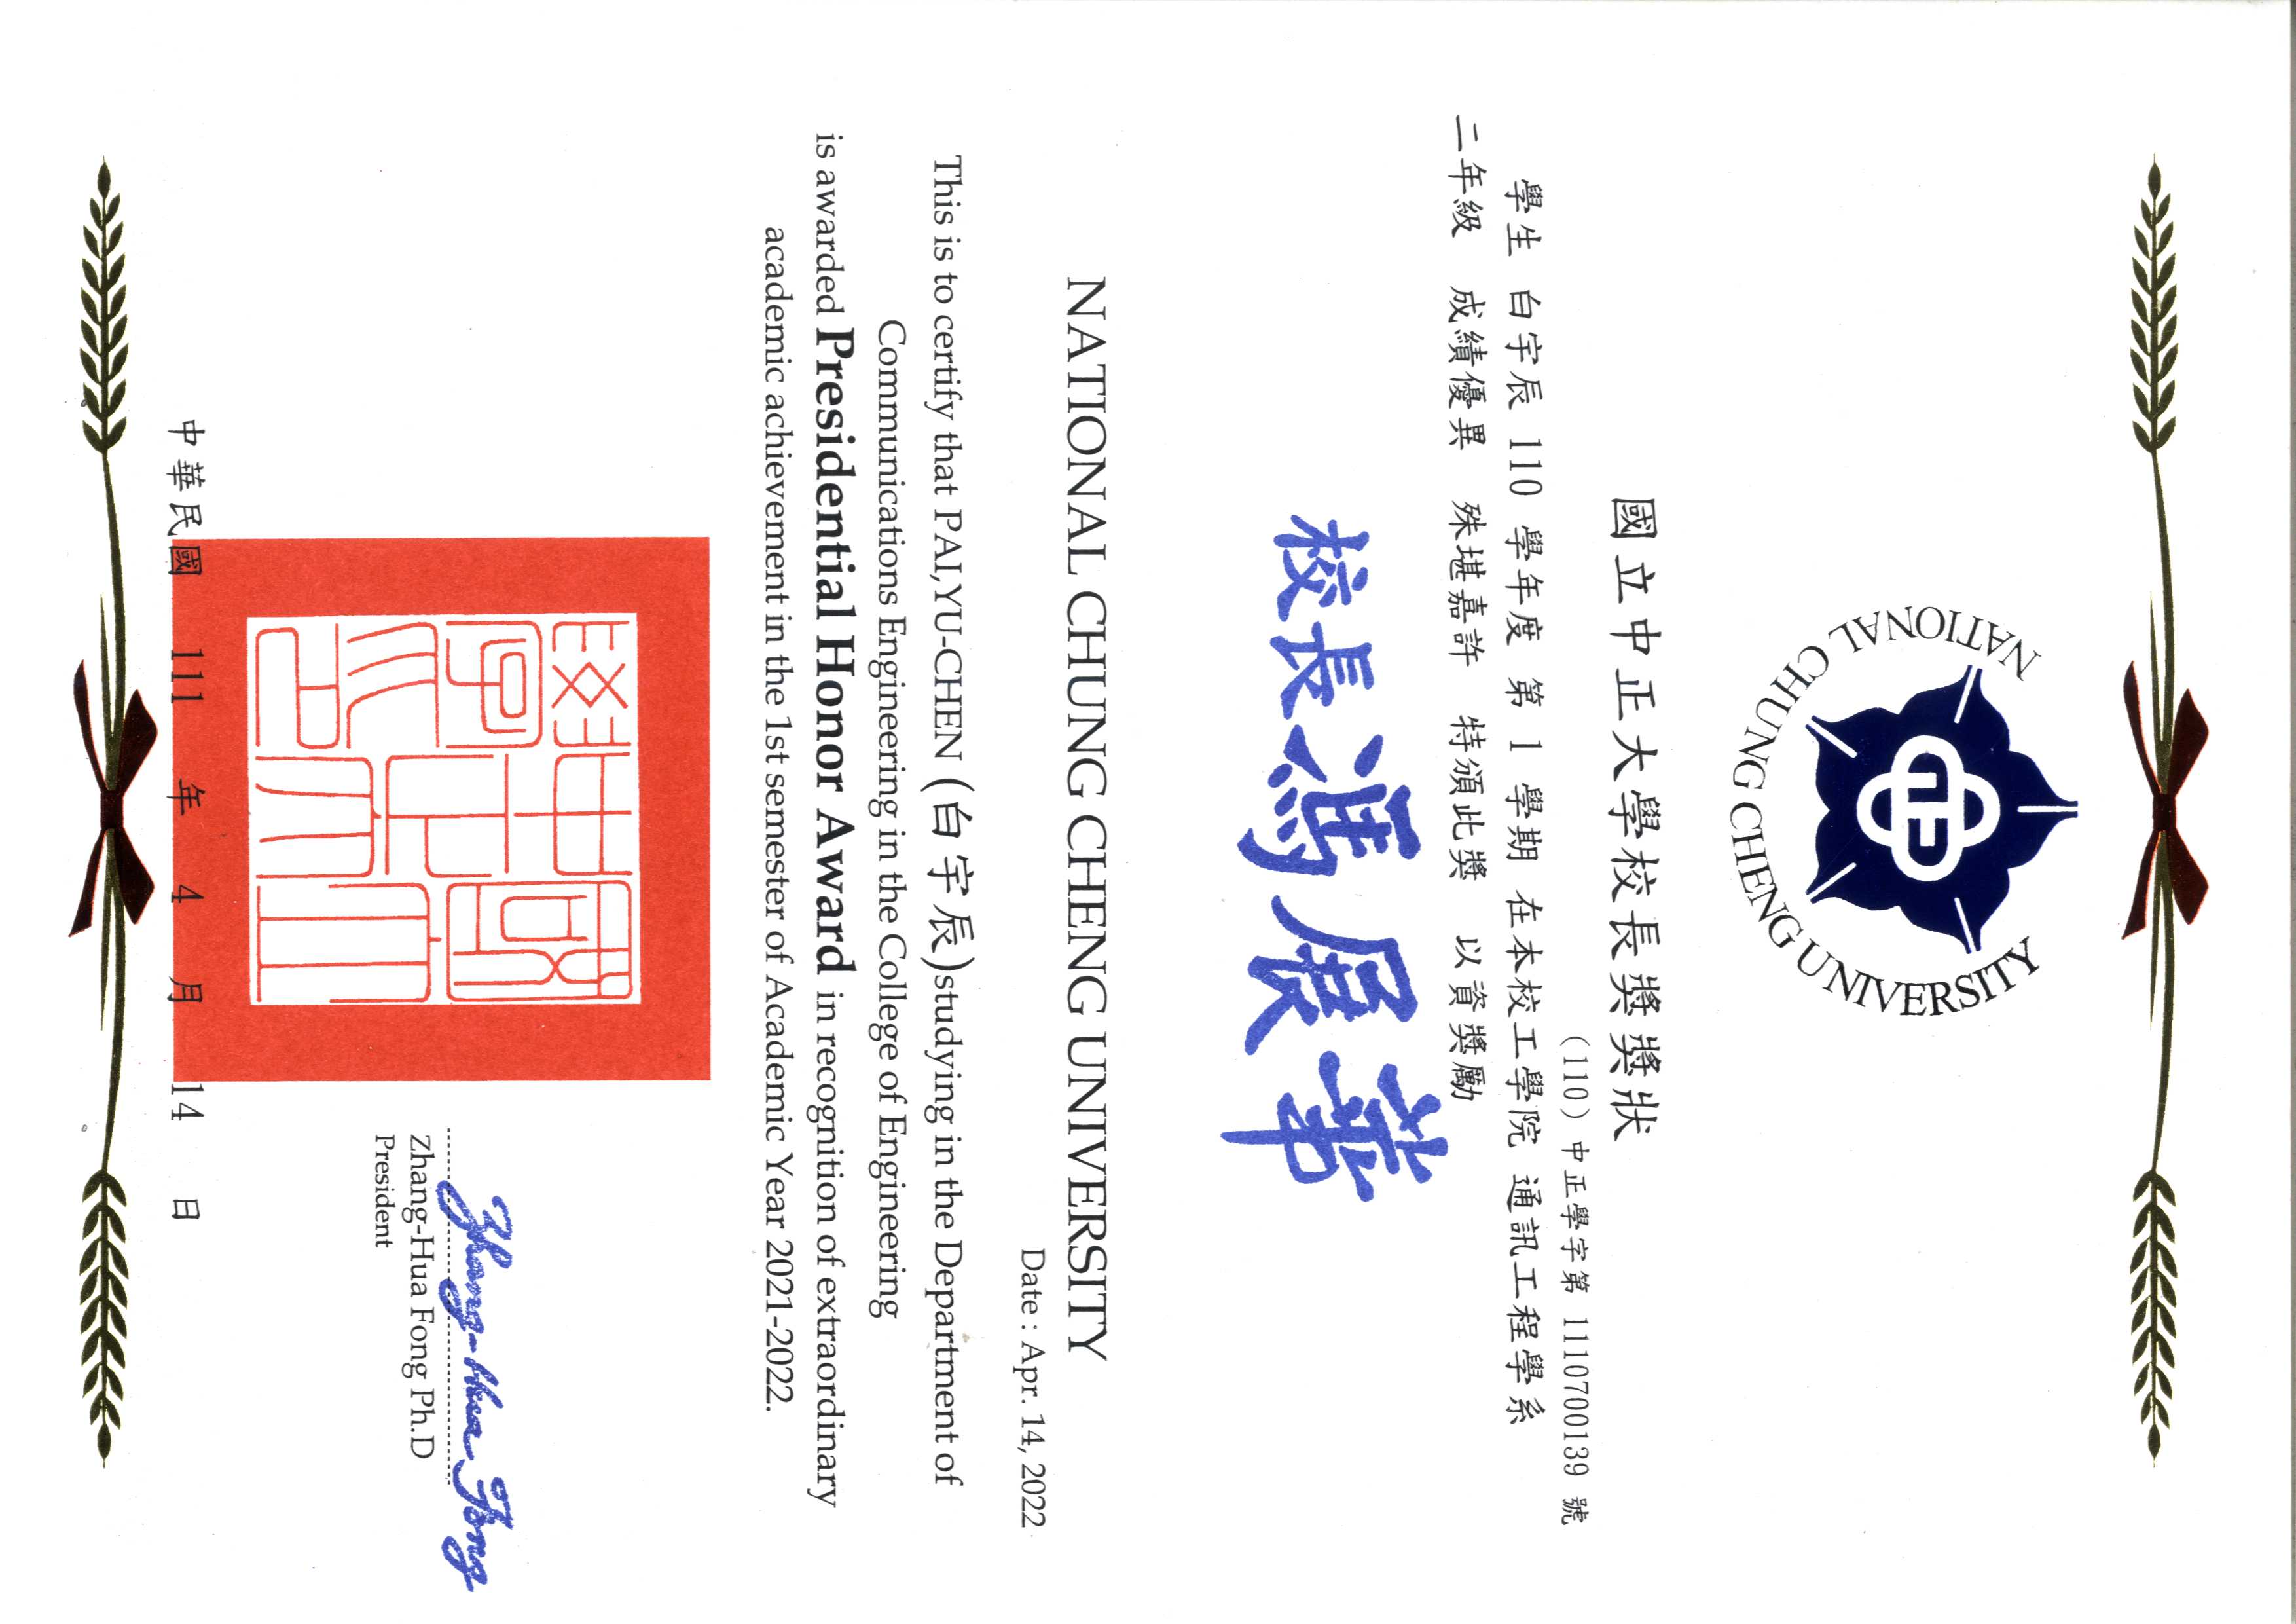 NATIONAL CHUNG CHENG UNIVERSITY
國立中正大學校長獎獎狀
（110）中正學字第 1110700139 號
學生 白宇辰 110 學年度 第 1 學期 在本校工學院 通訊工程學系
二年級 成績優異 殊堪嘉許 特頒此獎 以資獎勵
校長馮展華
NATIONAL CHUNG CHENG UNIVERSITY
Date : Apr. 14, 2022
This is to certify that PAI,YU-CHEN (白宇辰)studying in the Department of
Communications Engineering in the College of Engineering
is awarded Presidential Honor Award in recognition of extraordinary
academic achievement in the 1st semester of Academic Year 2021-2022.
國立中正大學之印
Zhang-Hua Fong
Zhang-Hua Fong Ph.D
President
中華民國 111 年 4 月 14 日